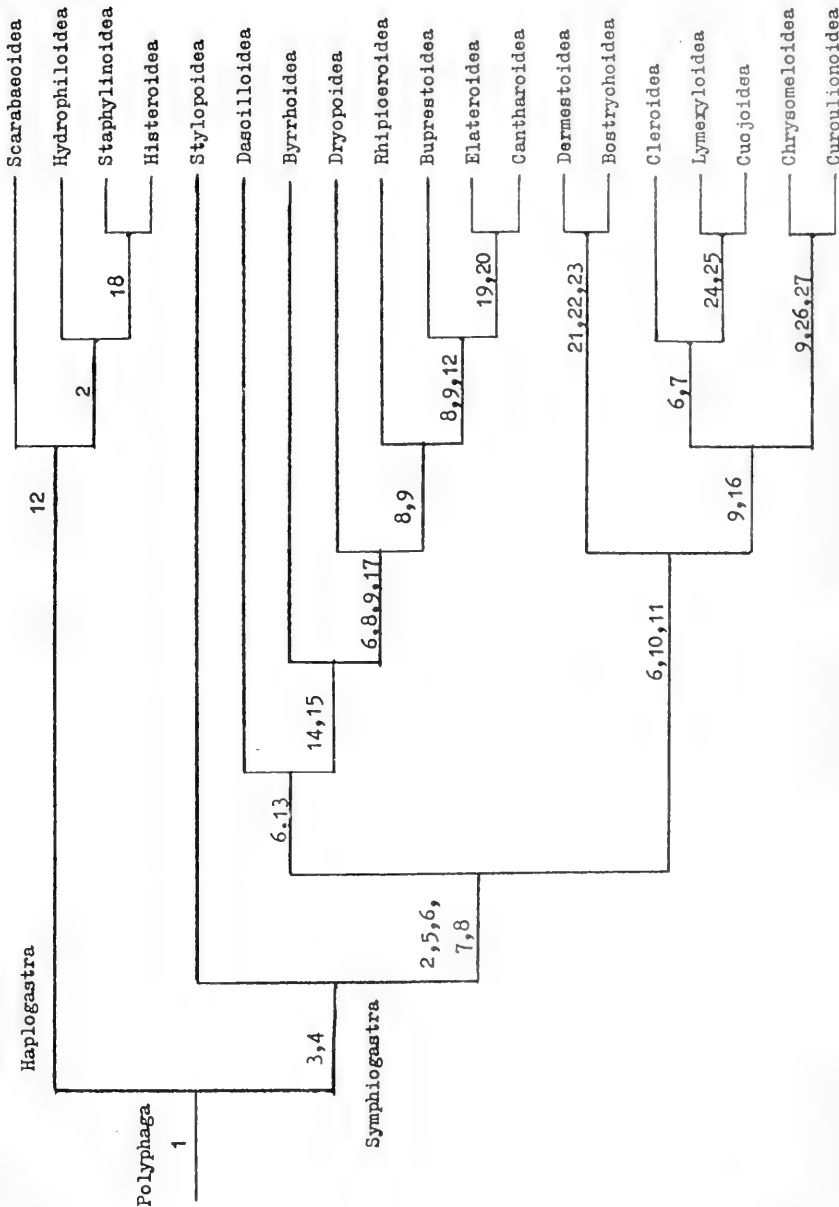 Scarabaeoidea
Hydrophiloidea
Staphylinoidea
Histeroidea
Stylopoidea
Dascilloidea
Byrrhoidea
Dryopoidea
Rhipiceroidea
Buprestoidea
Elateroidea
Cantharoidea
Dermestoidea
Bostrychoidea
Cleroidea
Lymexyloidea
Cucjoidea
Chrysomeloidea
Curculionoidea
Haplogastra
12
2
18
Polyphaga
1
3,4
Symphiogastra
2,5,6,
7,8
6.13
14,15
6,8,9,17
8,9
8,9,12
19,20
6,10,11
21,22,23
9,16
6,7
24,25
9,26,27